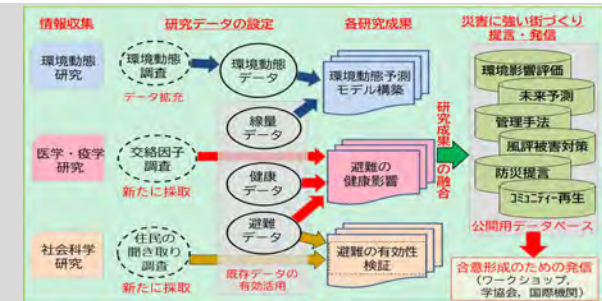 情報収集
研究データの設定
各研究成果
災害に強い街づくり
提言・発信
環境動態
研究
環境動態
調査
データ拡充
環境動態
データ
環境動態予測
モデル構築
線量
データ
医学・疫学
研究
交絡因子
調査
新たに採取
健康
データ
避難の
健康影響
避難
データ
社会科学
研究
住民の
聞き取り
調査
新たに採取
既存データの
有効活用
避難の有効性
検証
研究成果の融合
環境影響評価
未来予測
管理手法
風評被害対策
防災提言
コミュニティー再生
公開用データベース
合意形成のための発信
(ワークショップ,
学協会, 国際機関)